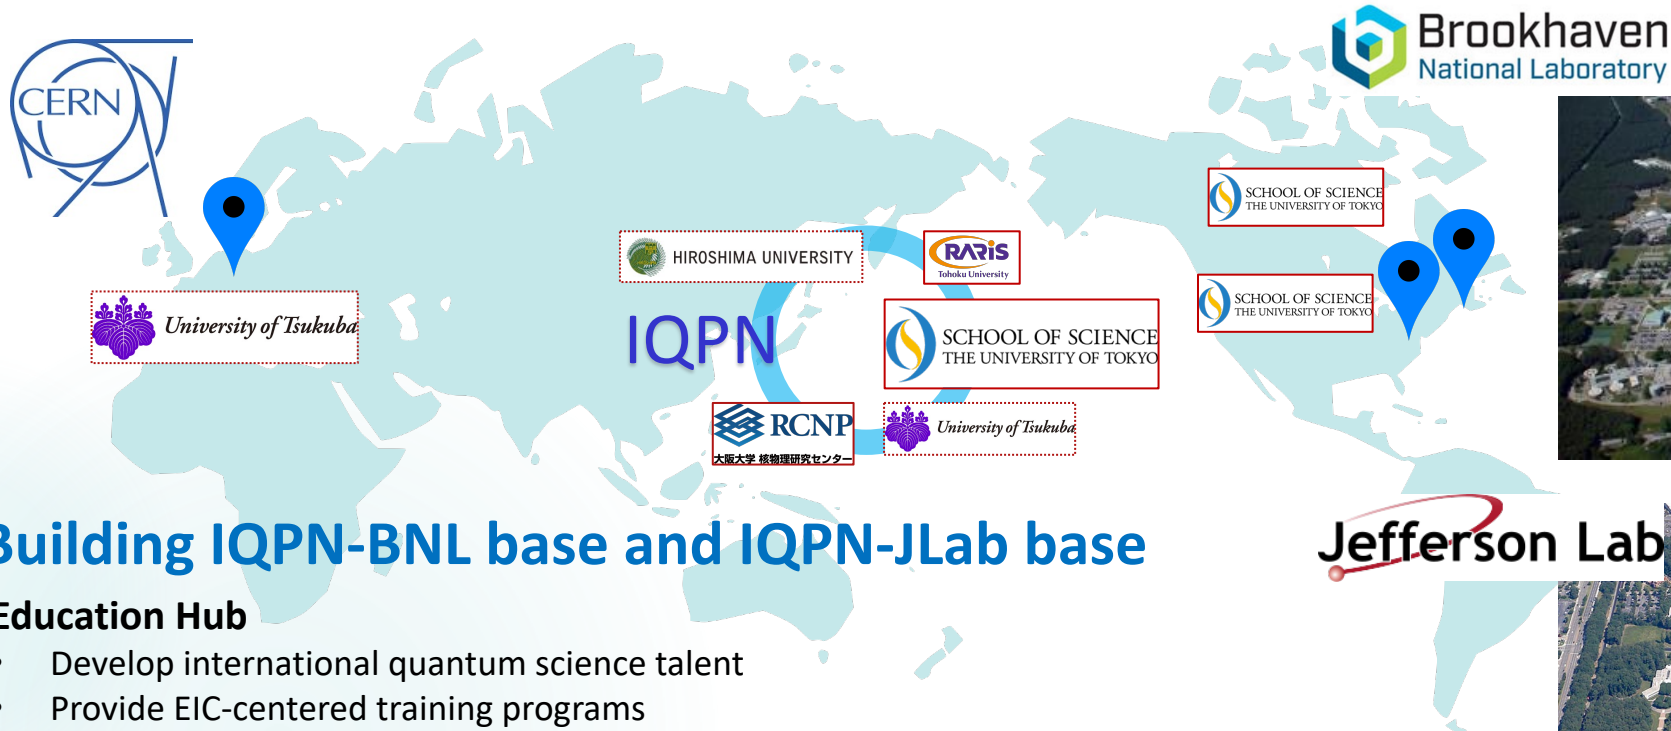 CERN
Brookhaven
National Laboratory
SCHOOL OF SCIENCE
THE UNIVERSITY OF TOKYO
HIROSHIMA UNIVERSITY
RARiS
Tohoku University
University of Tsukuba
IQPN
SCHOOL OF SCIENCE
THE UNIVERSITY OF TOKYO
SCHOOL OF SCIENCE
THE UNIVERSITY OF TOKYO
RCNP
大阪大学 核物理研究センター
University of Tsukuba
Building IQPN-BNL base and IQPN-JLab base
Jefferson Lab
Education Hub
• Develop international quantum science talent
• Provide EIC-centered training programs